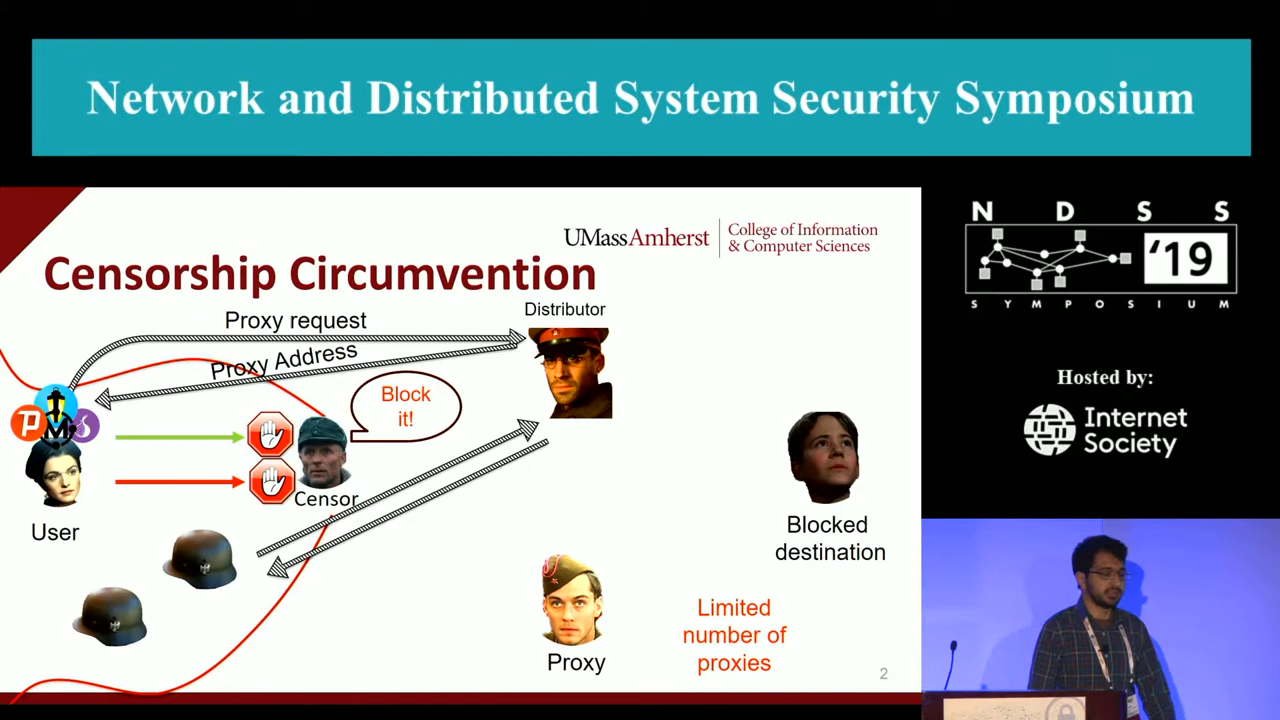 Network and Distributed System Security Symposium
UMassAmherst
College of Information
& Computer Sciences
Censorship Circumvention
Distributor
Proxy request
Proxy Address
Block
it!
Censor
User
Blocked
destination
Proxy
Limited
number of
proxies
2
N D S S
'19
S Y M P O S I U M
Hosted by:
Internet
Society